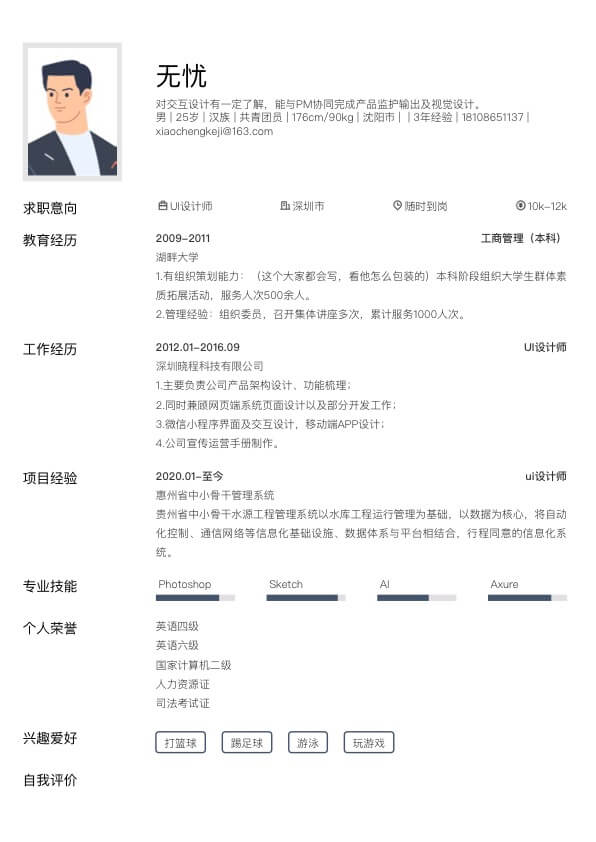 无忧
对交互设计有一定了解，能与PM协同完成产品监护输出及视觉设计。
男 | 25岁 | 汉族 | 共青团员 | 176cm/90kg | 沈阳市 | | 3年经验 | 18108651137 |
xiaochengkeji@163.com
求职意向 UI设计师 深圳市 随时到岗 10k-12k
教育经历 2009-2011 工商管理（本科）
湖畔大学
1.有组织策划能力：（这个大家都会写，看他怎么包装的）本科阶段组织大学生群体素
质拓展活动，服务人次500余人。
2.管理经验：组织委员，召开集体讲座多次，累计服务1000人次。
工作经历 2012.01-2016.09 UI设计师
深圳晓程科技有限公司
1.主要负责公司产品架构设计、功能梳理；
2.同时兼顾网页端系统页面设计以及部分开发工作；
3.微信小程序界面及交互设计，移动端APP设计；
4.公司宣传运营手册制作。
项目经验 2020.01-至今 ui设计师
惠州省中小骨干管理系统
贵州省中小骨干水源工程管理系统以水库工程运行管理为基础，以数据为核心，将自动
化控制、通信网络等信息化基础设施、数据体系与平台相结合，行程同意的信息化系
统。
专业技能 Photoshop Sketch AI Axure
个人荣誉 英语四级
英语六级
国家计算机二级
人力资源证
司法考试证
兴趣爱好 打篮球 踢足球 游泳 玩游戏
自我评价